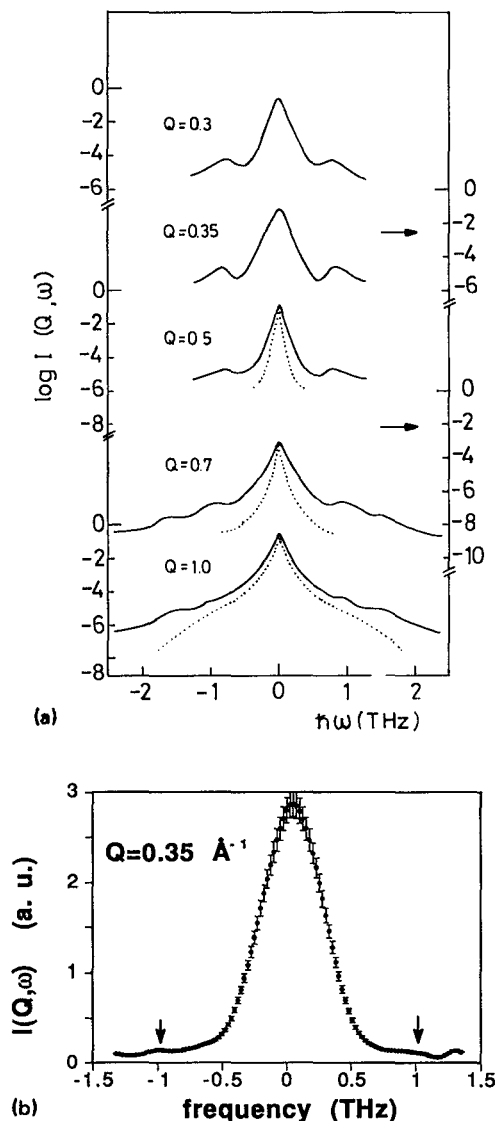 0
-2
-4
-6
Q=0.3
0
Q=0.35
-2
-4
-6
0
-2
-4
-6
-8
Q=0.5
0
-2
-4
-6
-8
-10
Q=0.7
0
-2
-4
-6
-8
Q=1.0
log I (Q,ω)
-2 -1 0 1 2
ħω(THz)
(a)
3
2
1
0
Q=0.35 Å⁻¹
I(Q,ω) (a. u.)
-1.5 -1 -0.5 0 0.5 1 1.5
(b) frequency (THz)